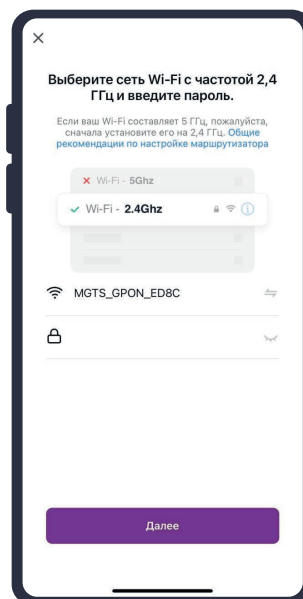 Выберите сеть Wi-Fi с частотой 2,4
ГГц и введите пароль.
Если ваш Wi-Fi составляет 5 ГГц, пожалуйста,
сначала установите его на 2,4 ГГц. Общие
рекомендации по настройке маршрутизатора
Wi-Fi - 5Ghz
Wi-Fi - 2.4Ghz
MGTS_GPON_ED8C
Далее